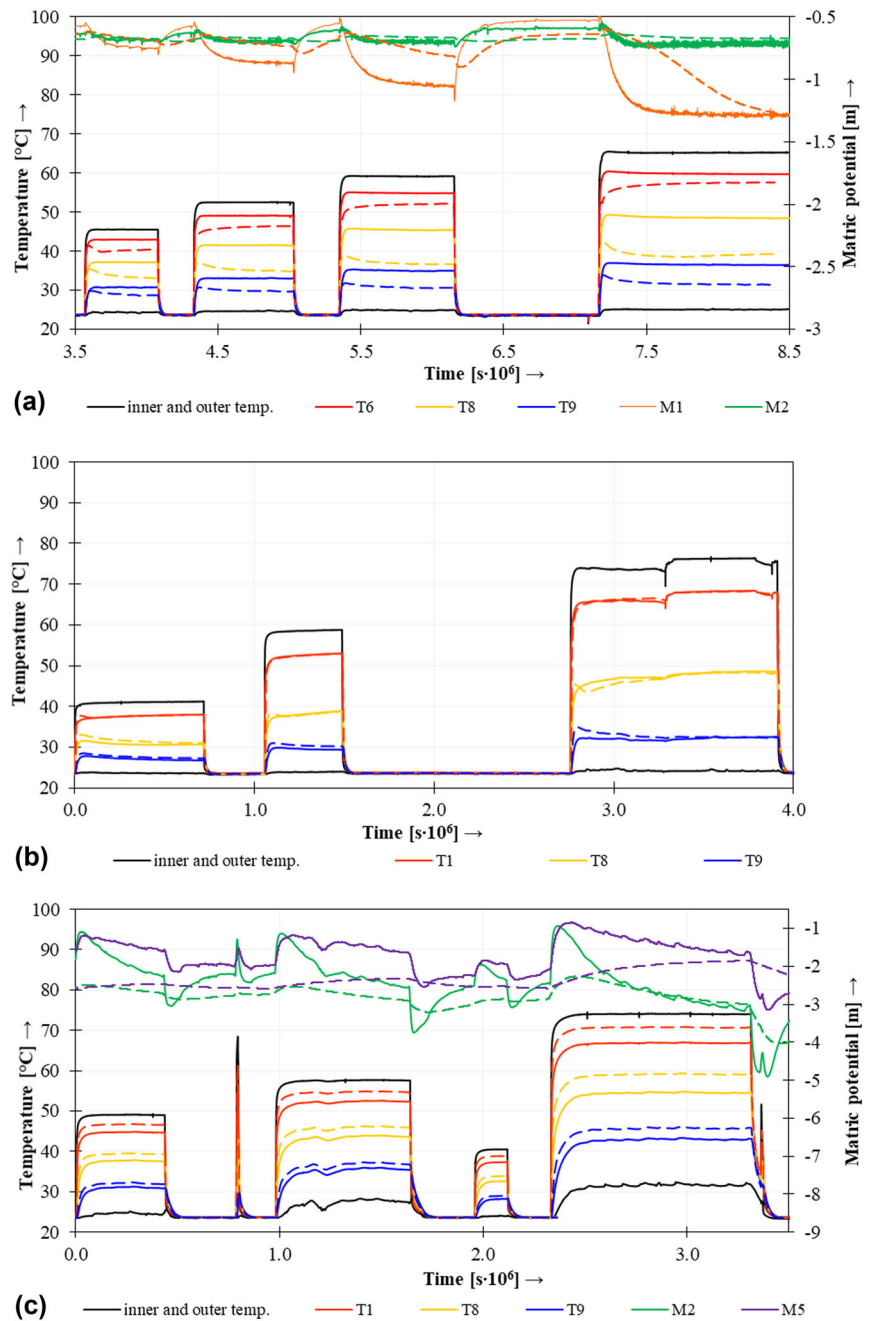 100
90
80
70
60
50
40
30
20
Temperature [°C] →
-0.5
-1
-1.5
-2
-2.5
-3
Matric potential [m] →
3.5 4.5 5.5 6.5 7.5 8.5
Time [s·10⁶] →
(a)
inner and outer temp. T6 T8 T9 M1 M2
100
90
80
70
60
50
40
30
20
Temperature [°C] →
0.0 1.0 2.0 3.0 4.0
Time [s·10⁶] →
(b)
inner and outer temp. T1 T8 T9
100
90
80
70
60
50
40
30
20
Temperature [°C] →
-1
-2
-3
-4
-5
-6
-7
-8
-9
Matric potential [m] →
0.0 1.0 2.0 3.0
Time [s·10⁶] →
(c)
inner and outer temp. T1 T8 T9 M2 M5